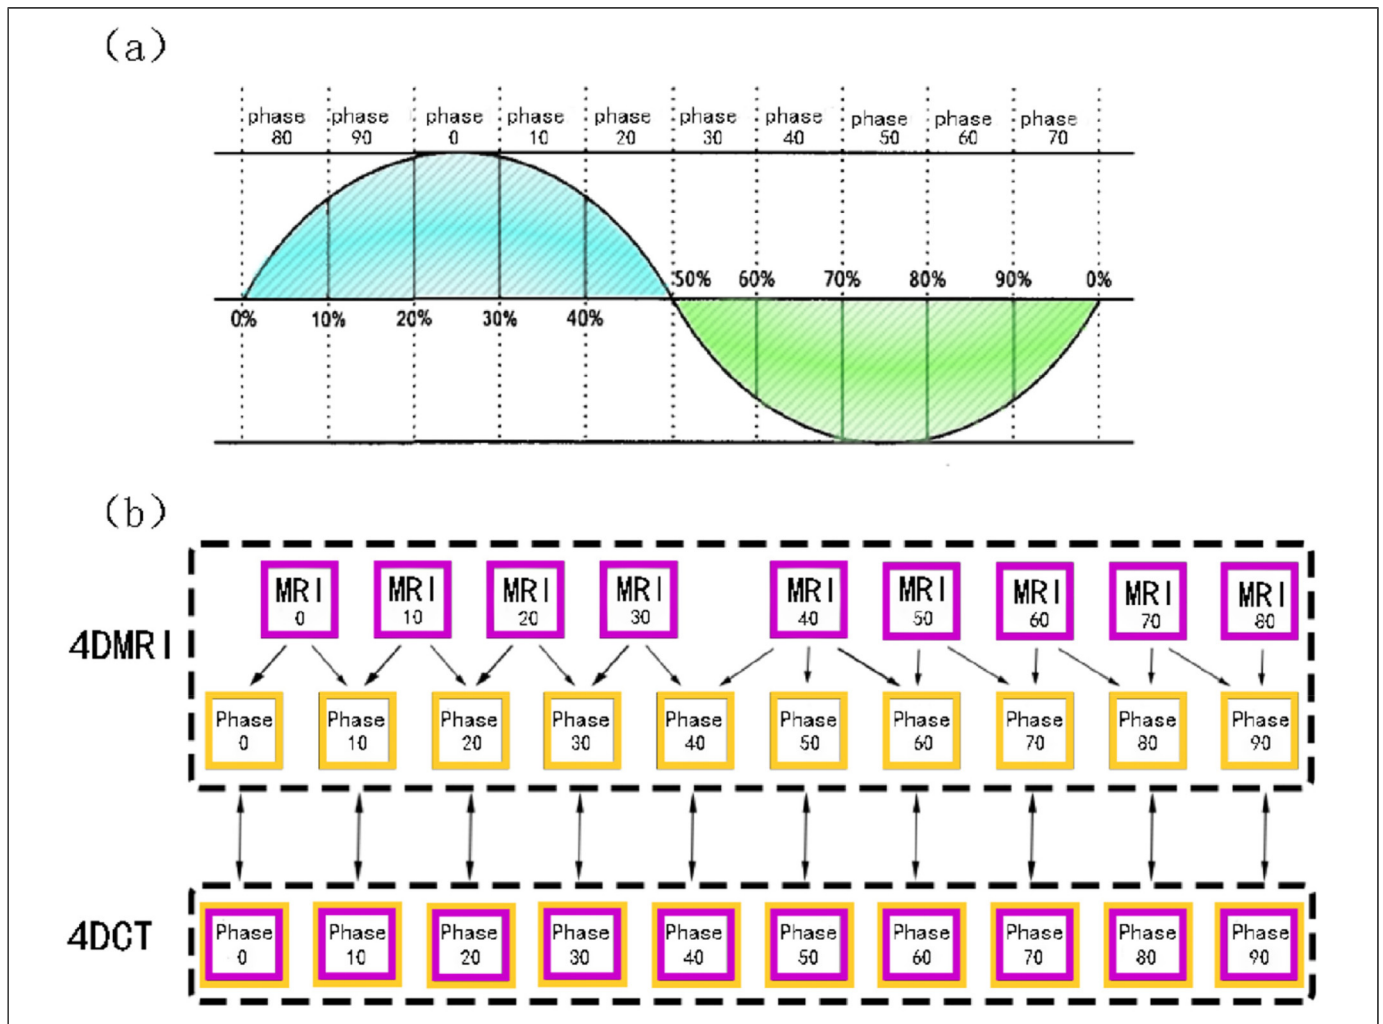 (a)
phase phase phase phase phase phase phase phase phase phase
80 90 0 10 20 30 40 50 60 70
50% 60% 70% 80% 90% 0%
0% 10% 20% 30% 40%
(b)
MRI MRI MRI MRI MRI MRI MRI MRI MRI
0 10 20 30 40 50 60 70 80
4DMRI
Phase Phase Phase Phase Phase Phase Phase Phase Phase Phase
0 10 20 30 40 50 60 70 80 90
4DCT
Phase Phase Phase Phase Phase Phase Phase Phase Phase Phase
0 10 20 30 40 50 60 70 80 90